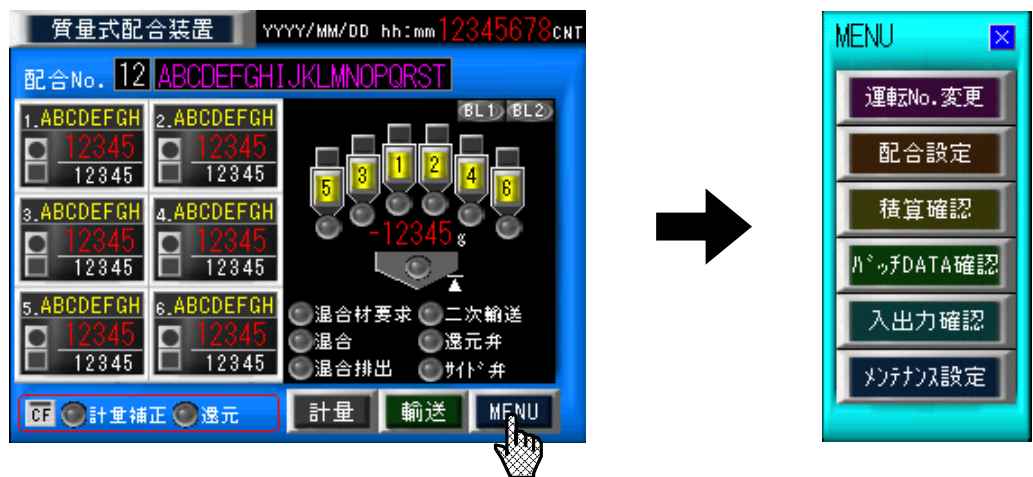 質量式配合装置 YYYY/MM/DD hh:mm 12345678CNT
配合No. 12 ABCDEFGHIJKLMNOPQRST
1.ABCDEFGH 2.ABCDEFGH
12345 12345
12345 12345
3.ABCDEFGH 4.ABCDEFGH
12345 12345
12345 12345
5.ABCDEFGH 6.ABCDEFGH
12345 12345
12345 12345
BL1 BL2
5 3 1 2 4 6
-12345 g
混合材要求 二次輸送
混合 還元弁
混合排出 ｻｲﾄﾞ弁
CF 計量補正 還元
計量 輸送 MENU
MENU ×
運転No.変更
配合設定
積算確認
ﾊﾞｯﾁDATA確認
入出力確認
ﾒﾝﾃﾅﾝｽ設定